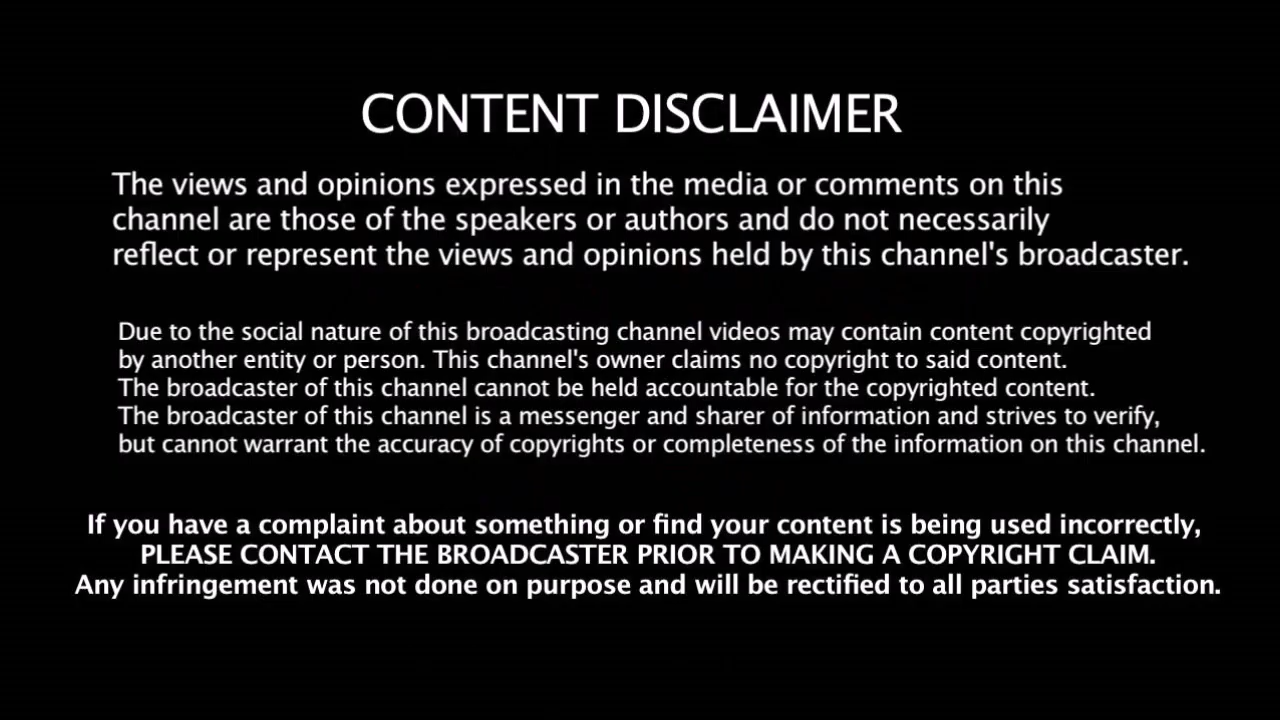 CONTENT DISCLAIMER
The views and opinions expressed in the media or comments on this
channel are those of the speakers or authors and do not necessarily
reflect or represent the views and opinions held by this channel's broadcaster.
Due to the social nature of this broadcasting channel videos may contain content copyrighted
by another entity or person. This channel's owner claims no copyright to said content.
The broadcaster of this channel cannot be held accountable for the copyrighted content.
The broadcaster of this channel is a messenger and sharer of information and strives to verify,
but cannot warrant the accuracy of copyrights or completeness of the information on this channel.
If you have a complaint about something or find your content is being used incorrectly,
PLEASE CONTACT THE BROADCASTER PRIOR TO MAKING A COPYRIGHT CLAIM.
Any infringement was not done on purpose and will be rectified to all parties satisfaction.